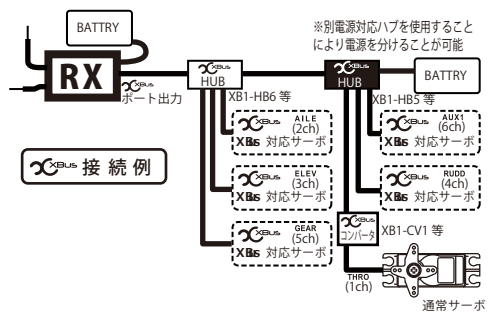 BATTRY
※別電源対応ハブを使用すること
により電源を分けることが可能
RX
XBus
ポート出力
XBus
HUB
XB1-HB6 等
XBus
HUB
XB1-HB5 等
BATTRY
XBus 接続例
XBus AILE
(2ch)
XBus 対応サーボ
XBus AUX1
(6ch)
XBus 対応サーボ
XBus ELEV
(3ch)
XBus 対応サーボ
XBus RUDD
(4ch)
XBus 対応サーボ
XBus GEAR
(5ch)
XBus 対応サーボ
XBus
コンバータ
XB1-CV1 等
THRO
(1ch)
通常サーボ